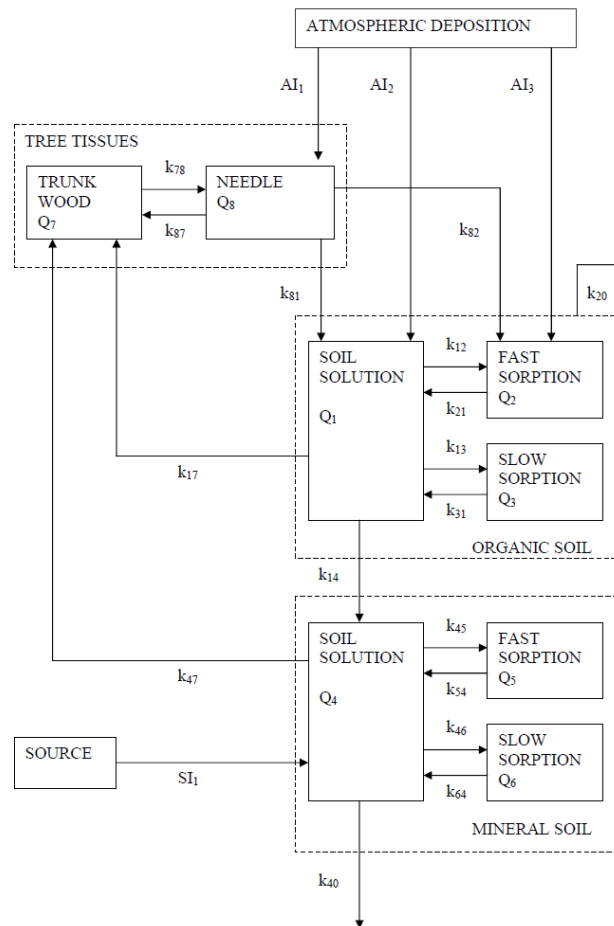 ATMOSPHERIC DEPOSITION
AI₁
AI₂
AI₃
TREE TISSUES
TRUNK
WOOD
Q₇
k₇₈
k₈₇
NEEDLE
Q₈
k₈₂
k₈₁
k₂₀
SOIL
SOLUTION
Q₁
k₁₂
k₂₁
FAST
SORPTION
Q₂
k₁₃
k₃₁
SLOW
SORPTION
Q₃
k₁₇
ORGANIC SOIL
k₁₄
SOIL
SOLUTION
Q₄
k₄₅
k₅₄
FAST
SORPTION
Q₅
k₄₇
k₄₆
k₆₄
SLOW
SORPTION
Q₆
SOURCE
SI₁
MINERAL SOIL
k₄₀